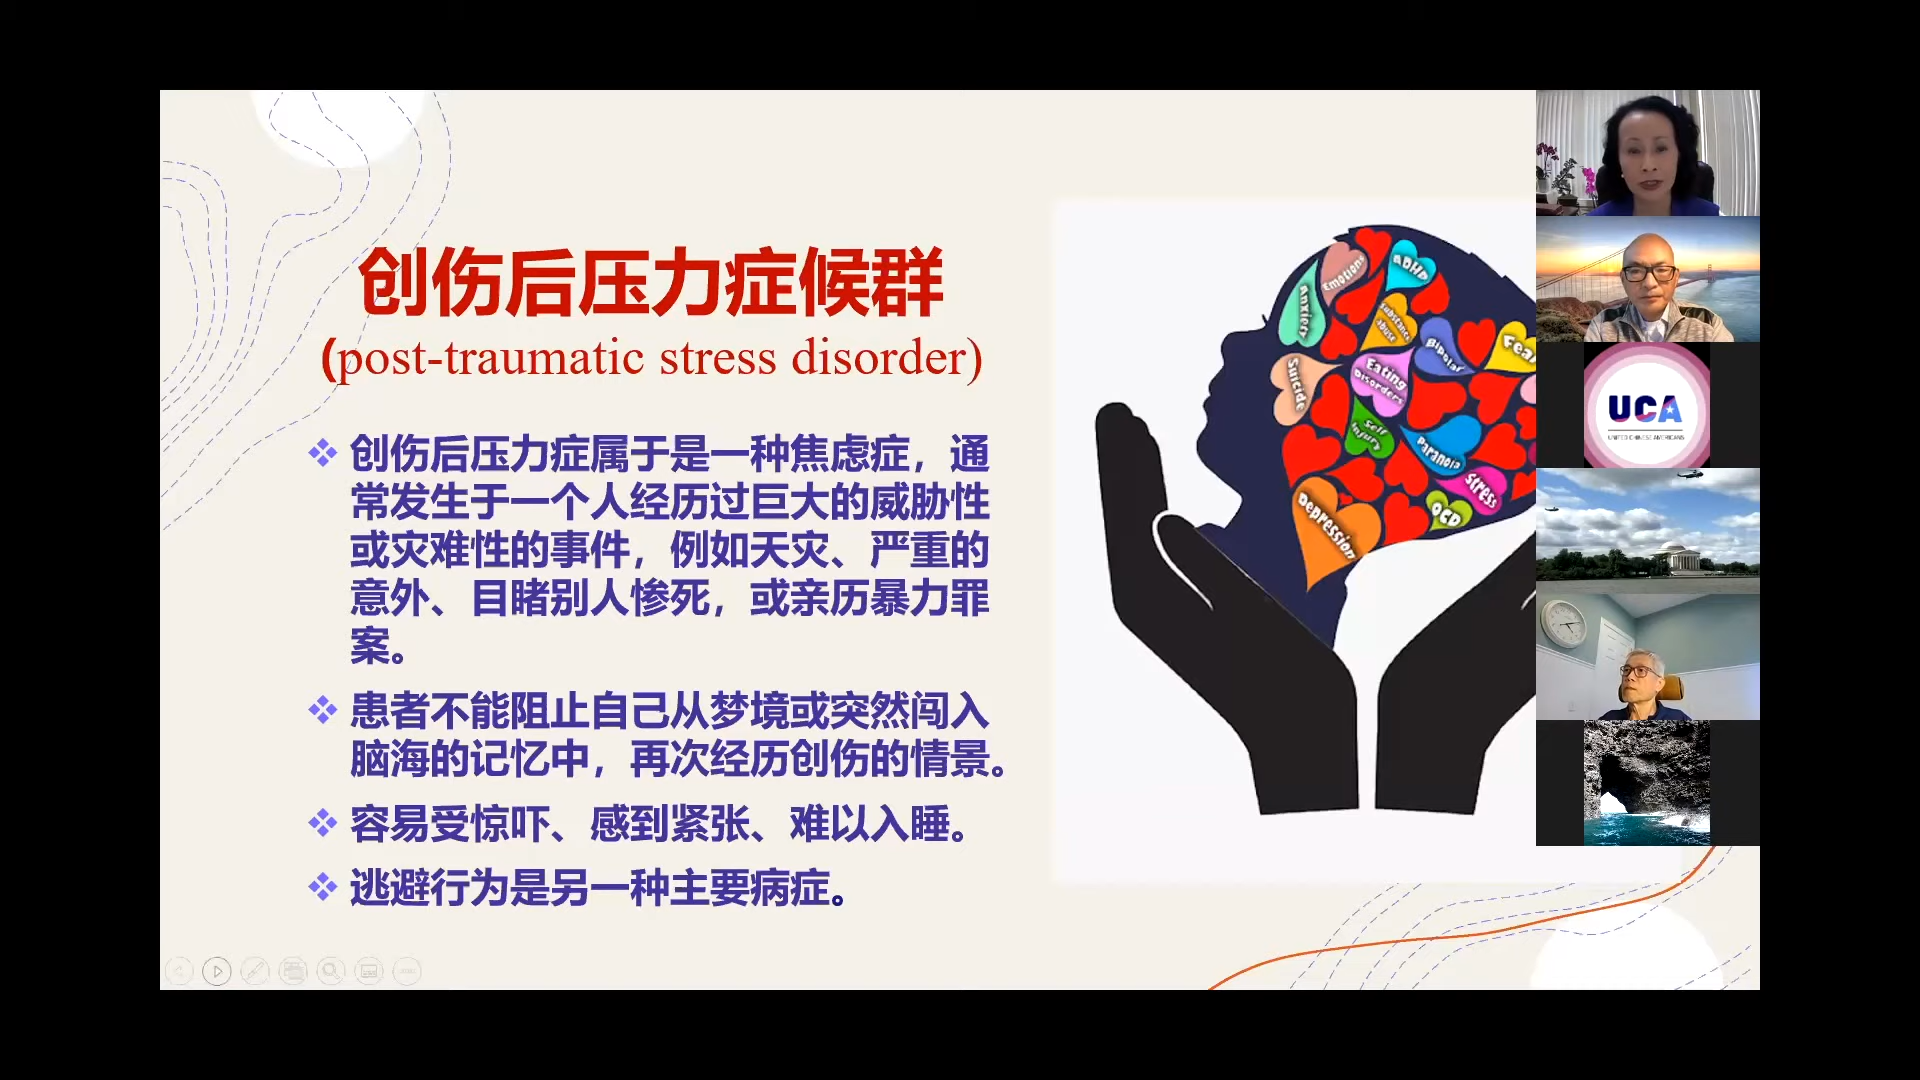 创伤后压力症候群
(post-traumatic stress disorder)
创伤后压力症属于是一种焦虑症，通
常发生于一个人经历过巨大的威胁性
或灾难性的事件，例如天灾、严重的
意外、目睹别人惨死，或亲历暴力罪
案。
患者不能阻止自己从梦境或突然闯入
脑海的记忆中，再次经历创伤的情景。
容易受惊吓、感到紧张、难以入睡。
逃避行为是另一种主要病症。
Emotions
ADHD
Anxiety
Substance
abuse
Bipolar
Suicide
Eating
Disorders
Self
Injury
Paranoia
Stress
OCD
Depression
UCA
UNITED CHINESE AMERICANS